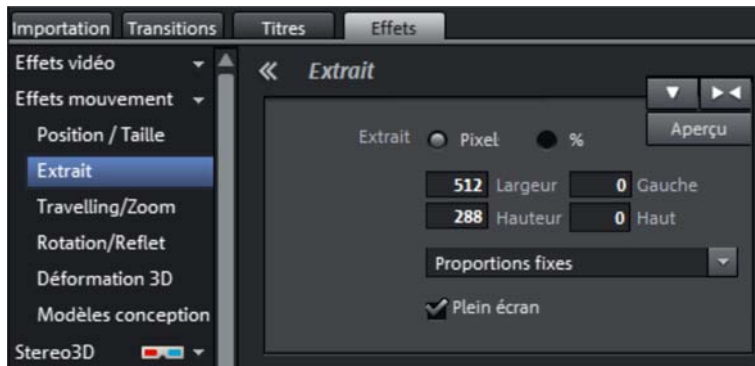 Importation Transitions Titres Effets
Effets vidéo
Effets mouvement
Position / Taille
Extrait
Travelling/Zoom
Rotation/Reflet
Déformation 3D
Modèles conception
Stereo3D
Extrait
Aperçu
Extrait Pixel %
512 Largeur 0 Gauche
288 Hauteur 0 Haut
Proportions fixes
Plein écran